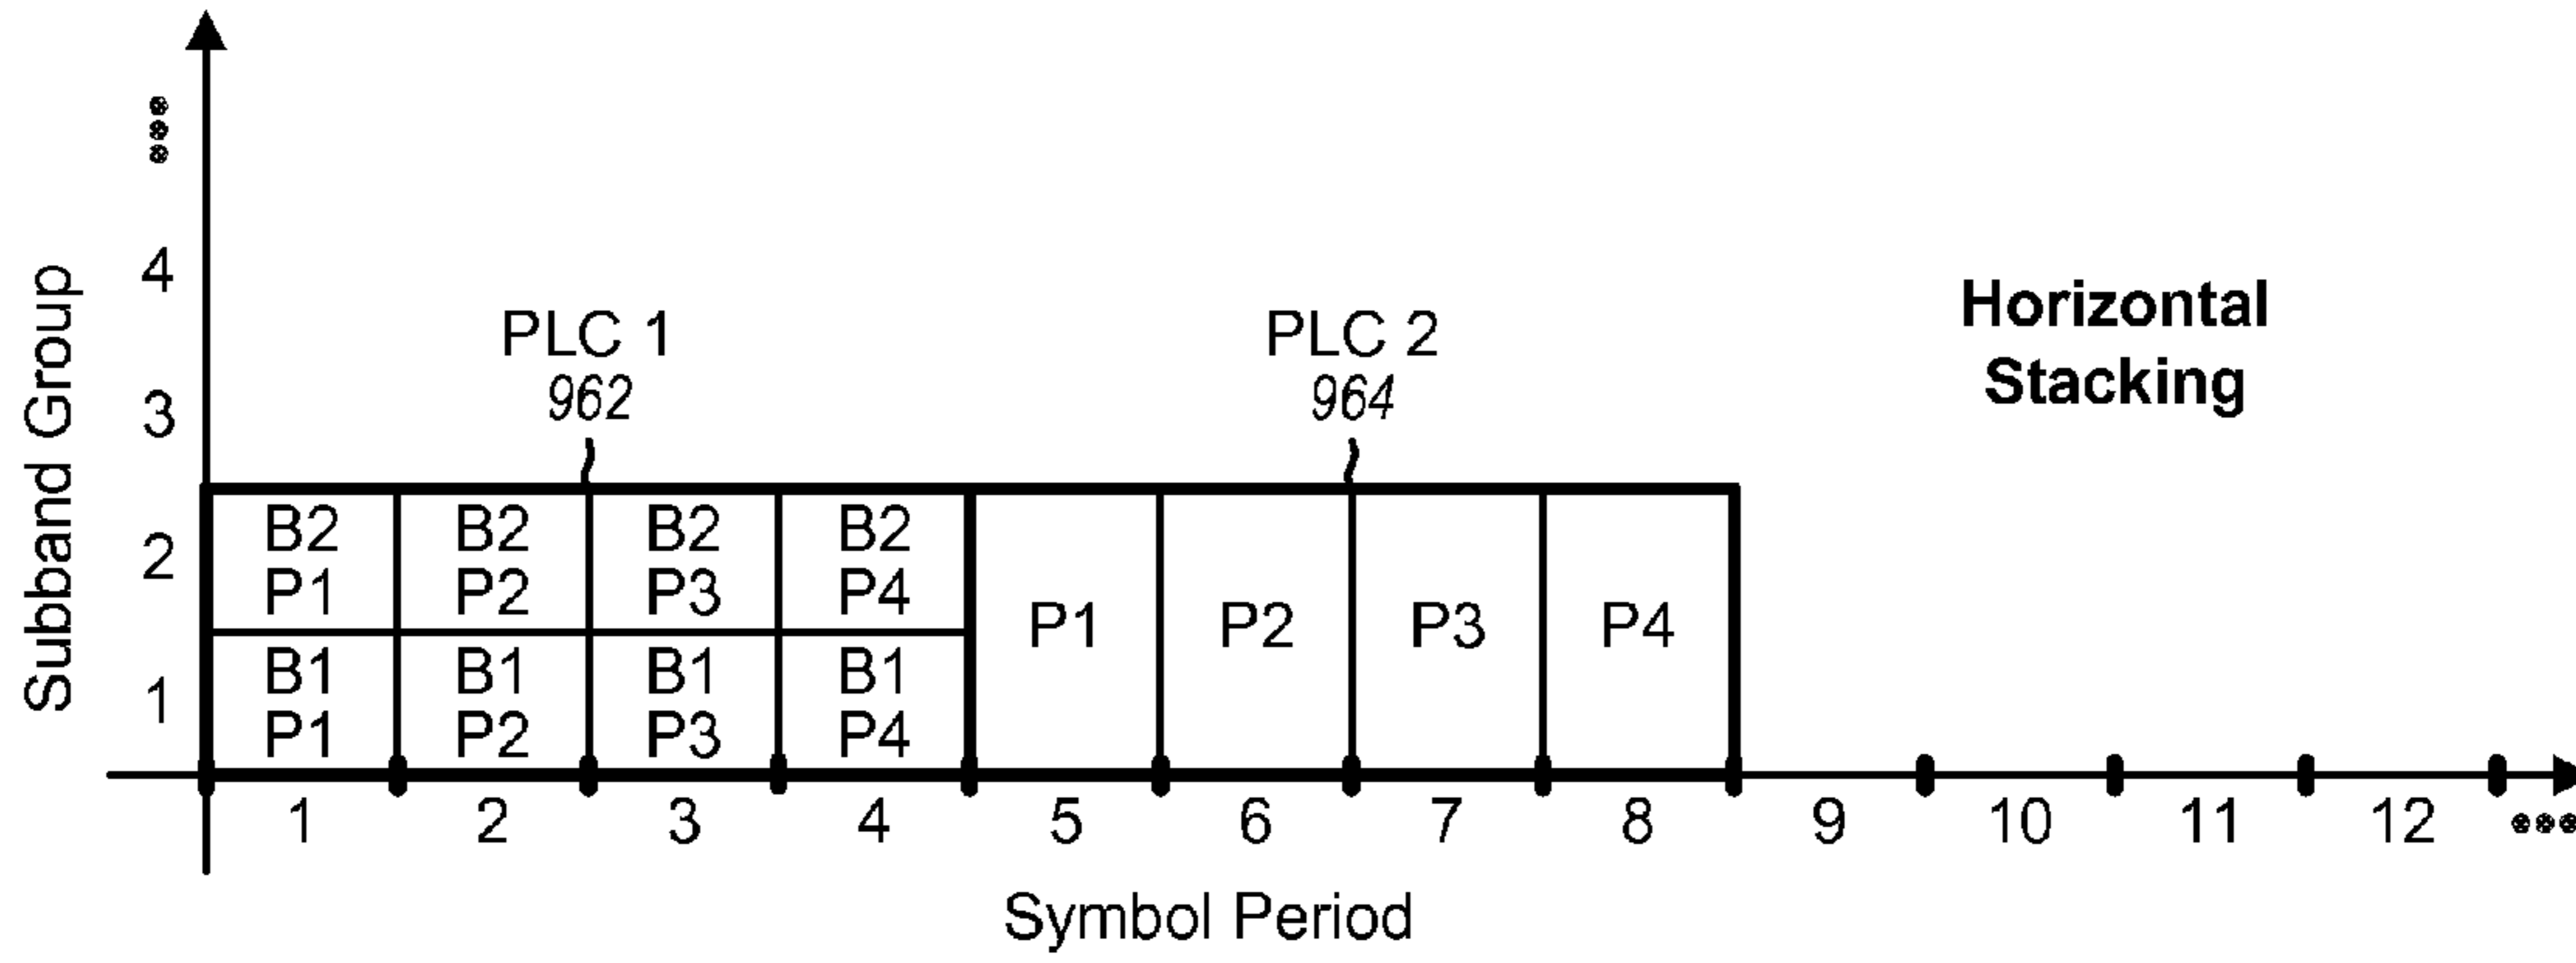 Subband Group
4
3
2
1
PLC 1
962
PLC 2
964
Horizontal
Stacking
B2 B2 B2 B2
P1 P2 P3 P4
P1 P2 P3 P4
B1 B1 B1 B1
P1 P2 P3 P4
1 2 3 4 5 6 7 8 9 10 11 12
Symbol Period